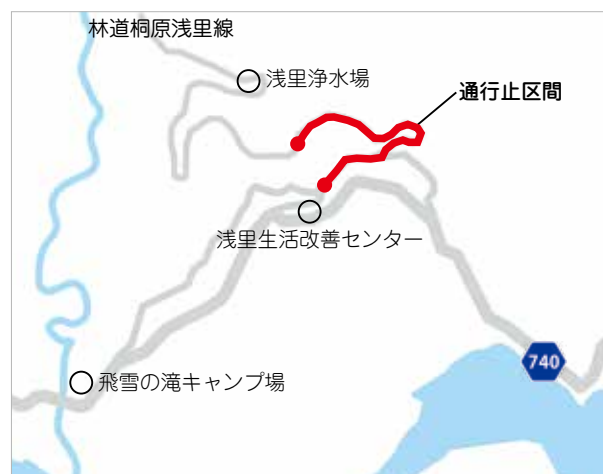 林道桐原浅里線
浅里浄水場
通行止区間
浅里生活改善センター
740
飛雪の滝キャンプ場